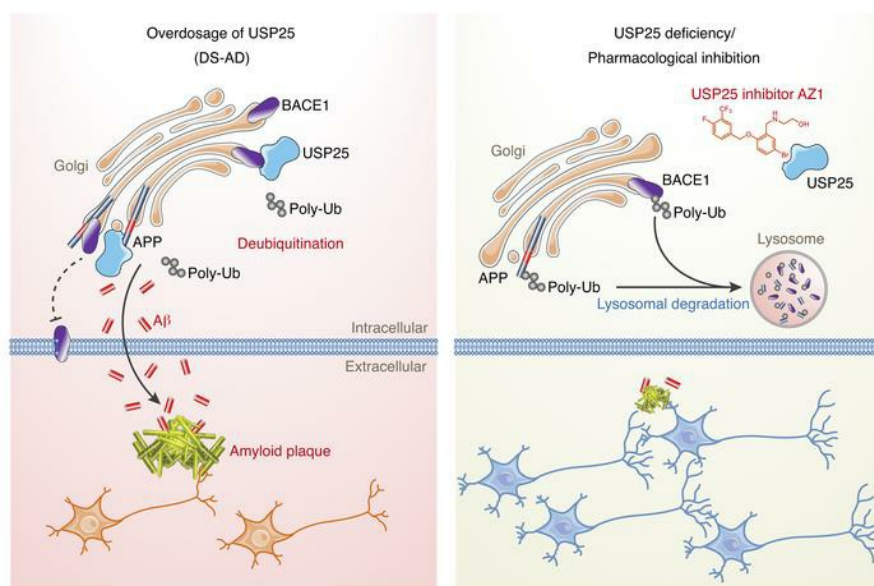 Overdosage of USP25
(DS-AD)
BACE1
USP25
Golgi
Poly-Ub
APP
Deubiquitination
Poly-Ub
Aβ
Intracellular
Extracellular
Amyloid plaque
USP25 deficiency/
Pharmacological inhibition
USP25 inhibitor AZ1
CF₃
F
H
N
OH
O
Br
USP25
Golgi
BACE1
Poly-Ub
Lysosome
APP
Poly-Ub
Lysosomal degradation